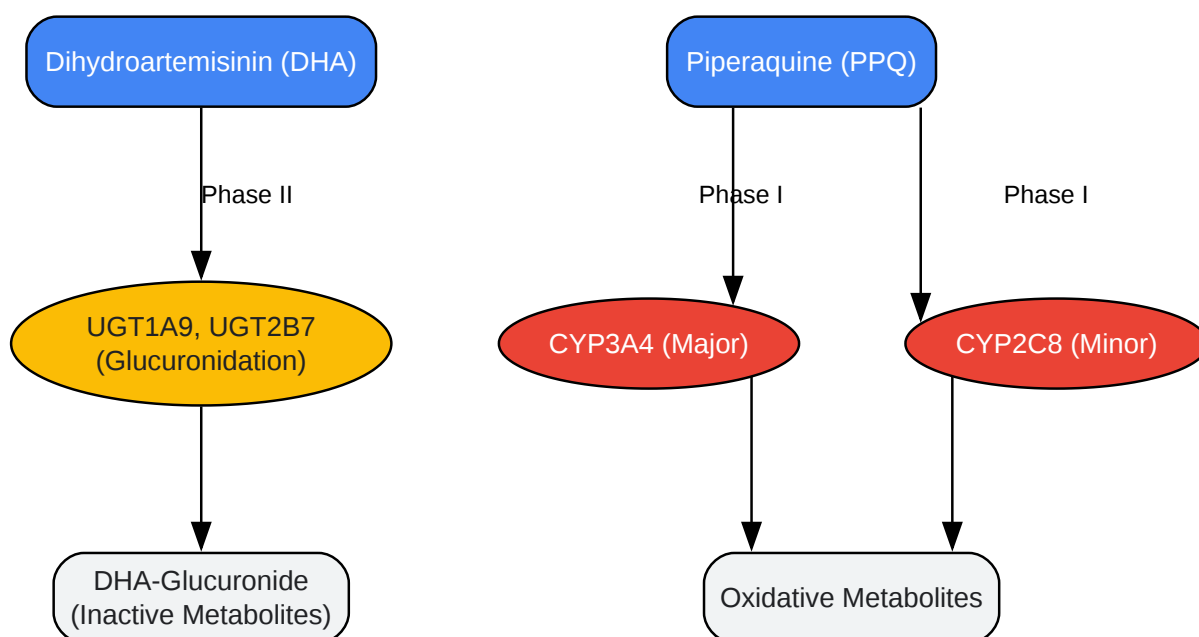 Dihydroartemisinin (DHA)
Piperaquine (PPQ)
Phase II
Phase I
Phase I
UGT1A9, UGT2B7
(Glucuronidation)
CYP3A4 (Major)
CYP2C8 (Minor)
DHA-Glucuronide
(Inactive Metabolites)
Oxidative Metabolites